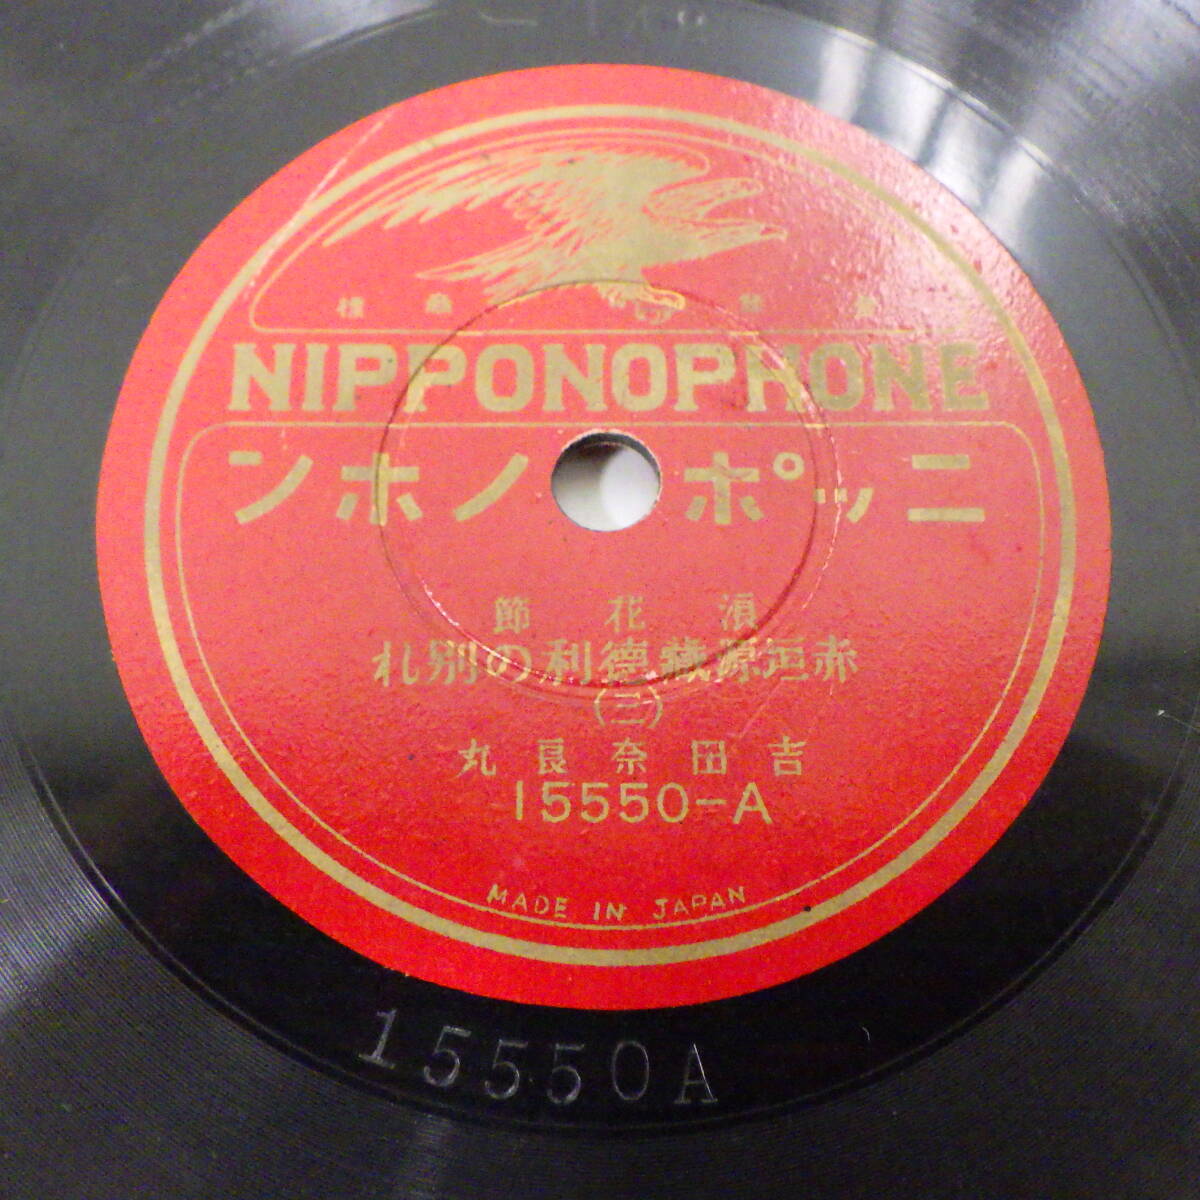 NIPPONOPHONE
ニッポノホン
浪花節
赤垣源蔵徳利の別れ
(三)
吉田奈良丸
15550-A
MADE IN JAPAN
15550A